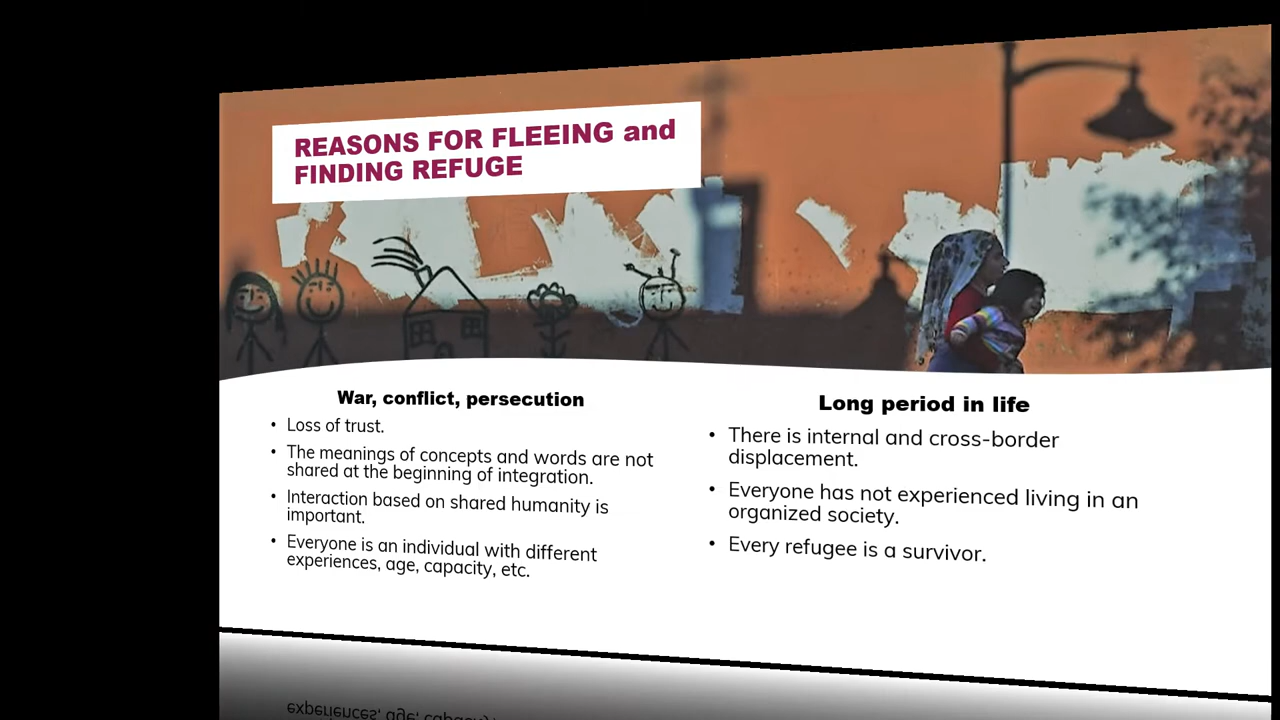 REASONS FOR FLEEING and
FINDING REFUGE
War, conflict, persecution
• Loss of trust.
• The meanings of concepts and words are not
shared at the beginning of integration.
• Interaction based on shared humanity is
important.
• Everyone is an individual with different
experiences, age, capacity, etc.
Long period in life
• There is internal and cross-border
displacement.
• Everyone has not experienced living in an
organized society.
• Every refugee is a survivor.
experiences, age, capacity